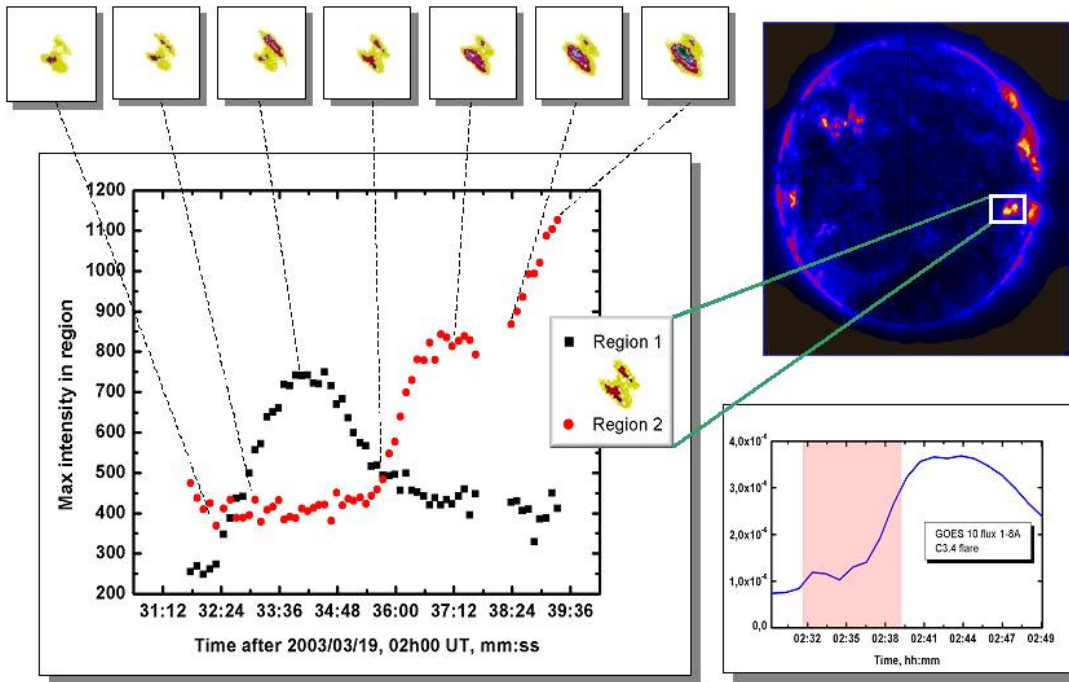 1200
1100
1000
900
800
700
600
500
400
300
200
Max intensity in region
31:12 32:24 33:36 34:48 36:00 37:12 38:24 39:36
Time after 2003/03/19, 02h00 UT, mm:ss
Region 1
Region 2
4,0x10⁻⁶
3,0x10⁻⁶
1,0x10⁻⁶
0,0
GOES 10 flux 1-8A
C3,4 flare
02:32 02:35 02:38 02:41 02:44 02:47 02:49
Time, hh:mm